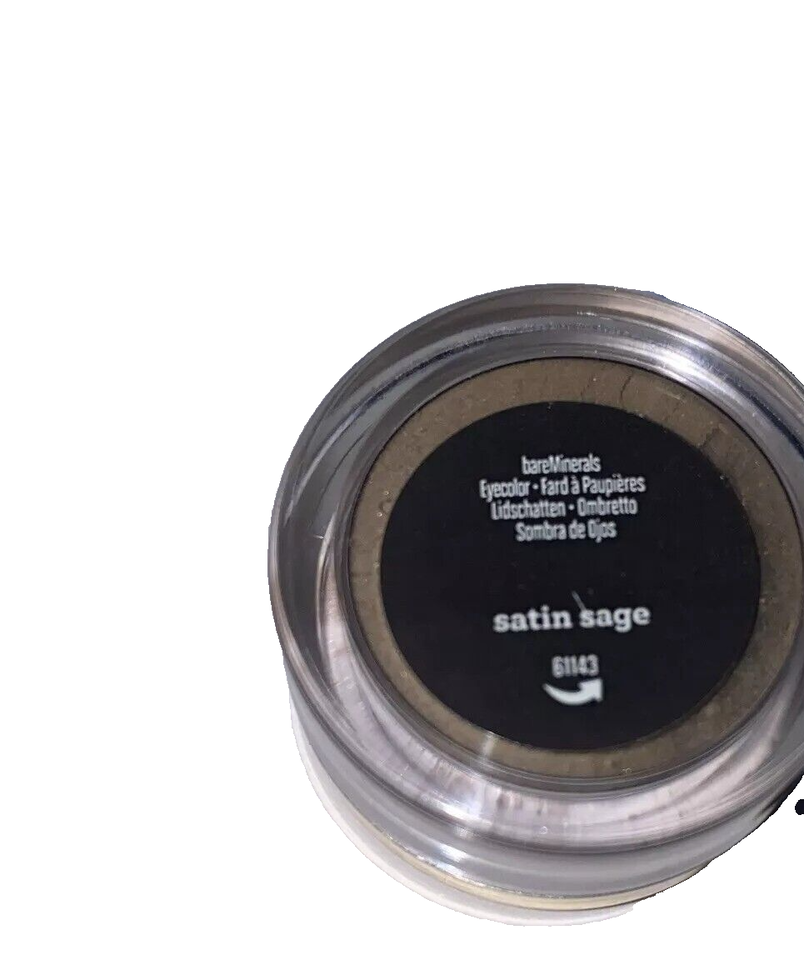 bareMinerals
Eyecolor • Fard à Paupières
Lidschatten • Ombretto
Sombra de Ojos
satin sage
61143